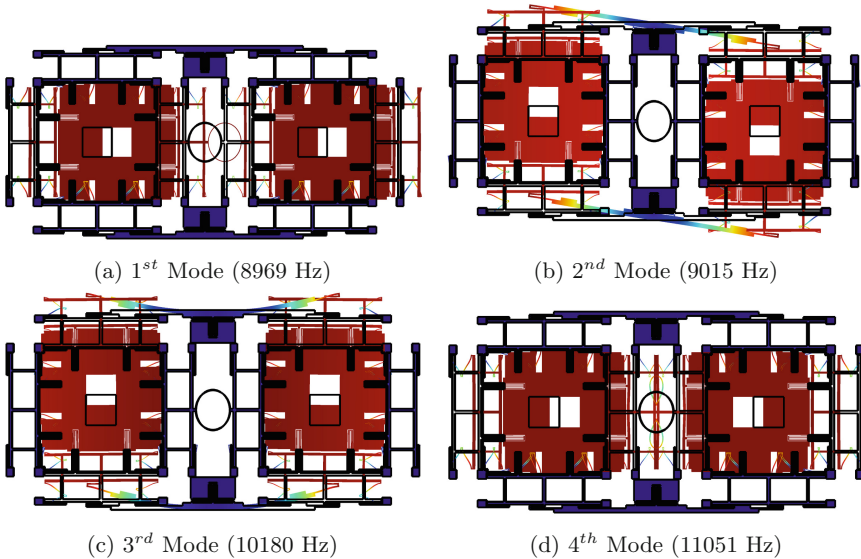 (a) 1st Mode (8969 Hz)
(b) 2nd Mode (9015 Hz)
(c) 3rd Mode (10180 Hz)
(d) 4th Mode (11051 Hz)